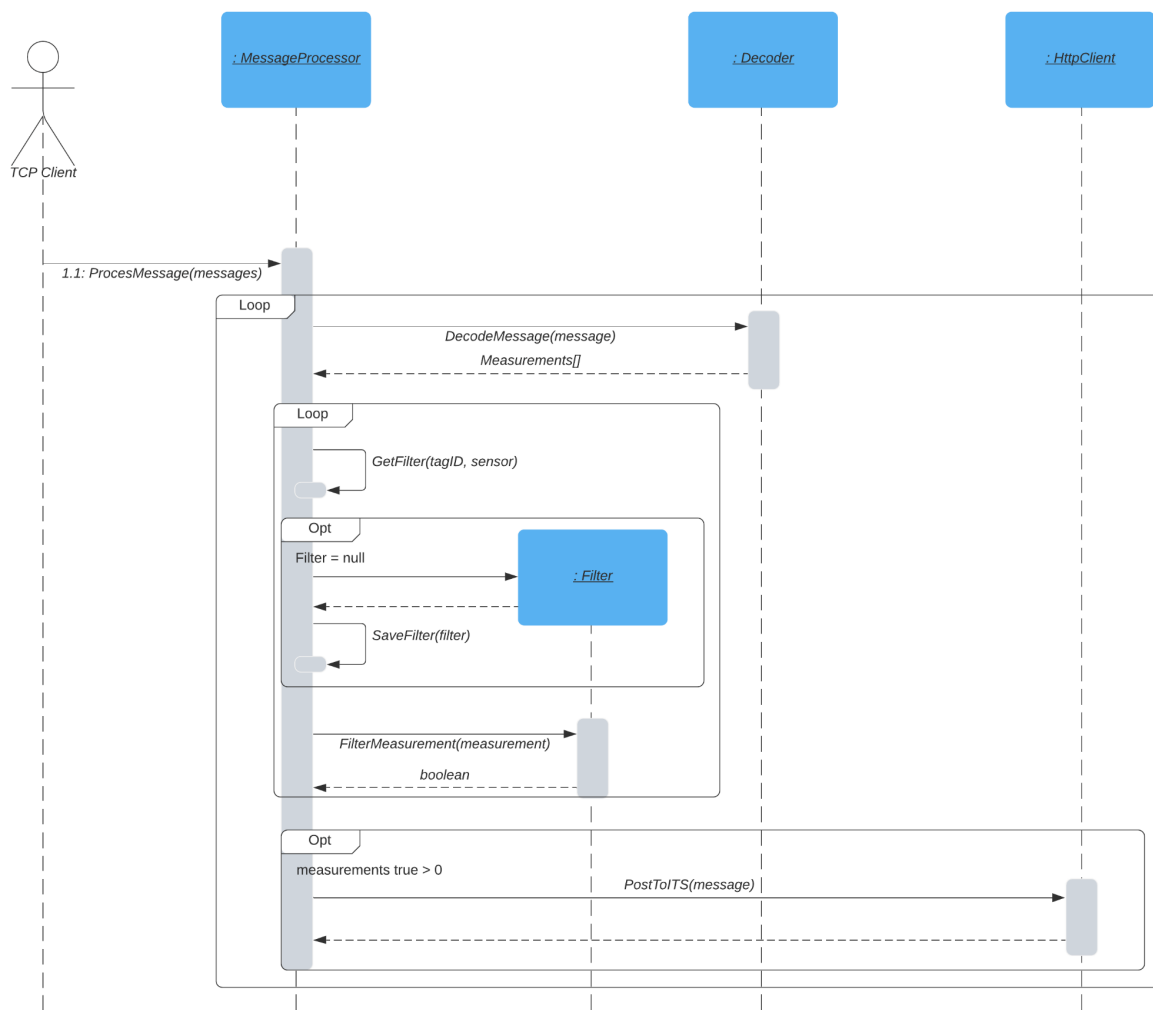 : MessageProcessor
: Decoder
: HttpClient
TCP Client
1.1: ProcesMessage(messages)
Loop
DecodeMessage(message)
Measurements[]
Loop
GetFilter(tagID, sensor)
Opt
Filter = null
: Filter
SaveFilter(filter)
FilterMeasurement(measurement)
boolean
Opt
measurements true > 0
PostToITS(message)